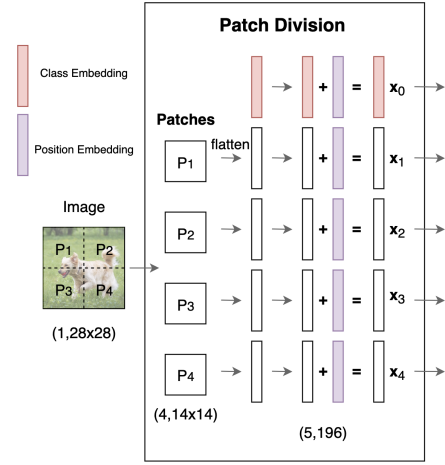 Patch Division
Class Embedding
+ = x0
Patches
Position Embedding
flatten
P1
+ = x1
Image
P1 P2
P3 P4
(1,28x28)
P2
+ = x2
P3
+ = x3
P4
+ = x4
(4,14x14)
(5,196)